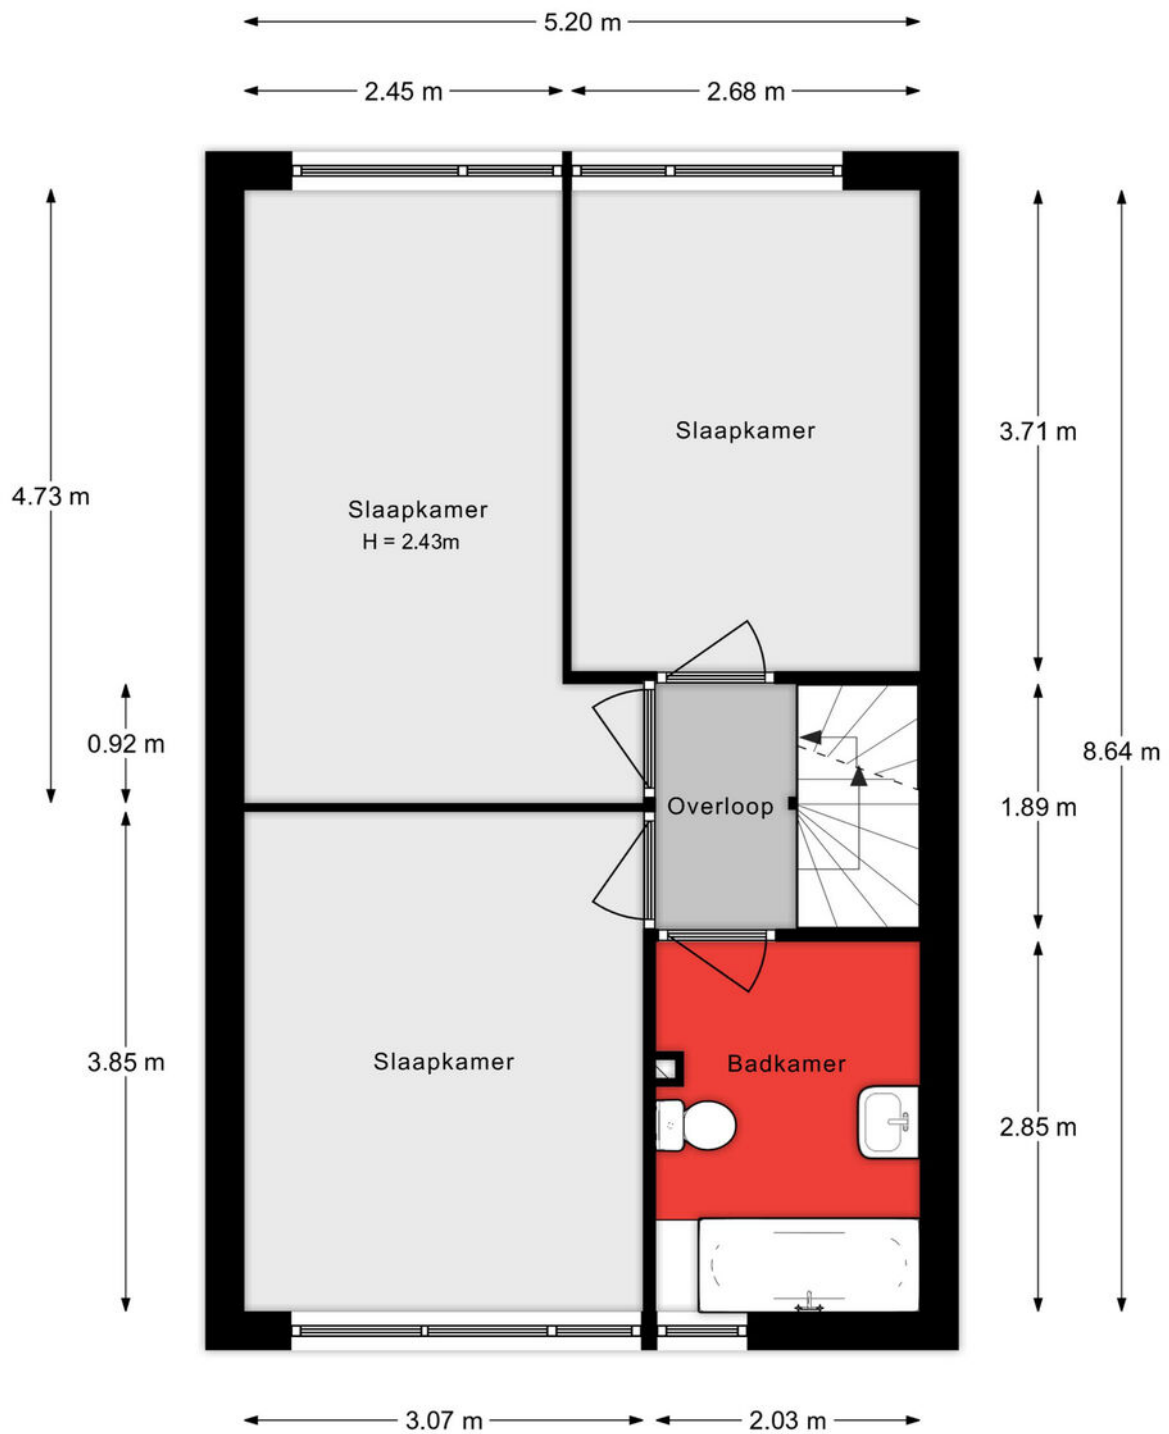 5.20 m
2.45 m
2.68 m
3.71 m
Slaapkamer
4.73 m
Slaapkamer
H = 2.43m
0.92 m
8.64 m
Overloop
1.89 m
3.85 m
Slaapkamer
Badkamer
2.85 m
3.07 m
2.03 m